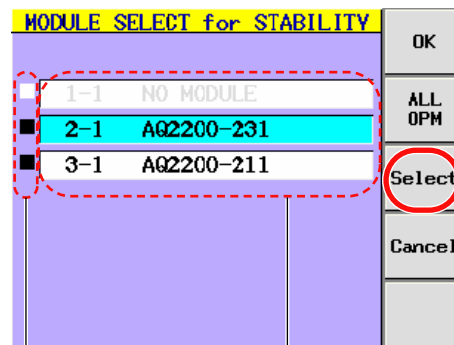 MODULE SELECT for STABILITY
1-1 NO MODULE
2-1 AQ2200-231
3-1 AQ2200-211
OK
ALL
OPM
Select
Cancel